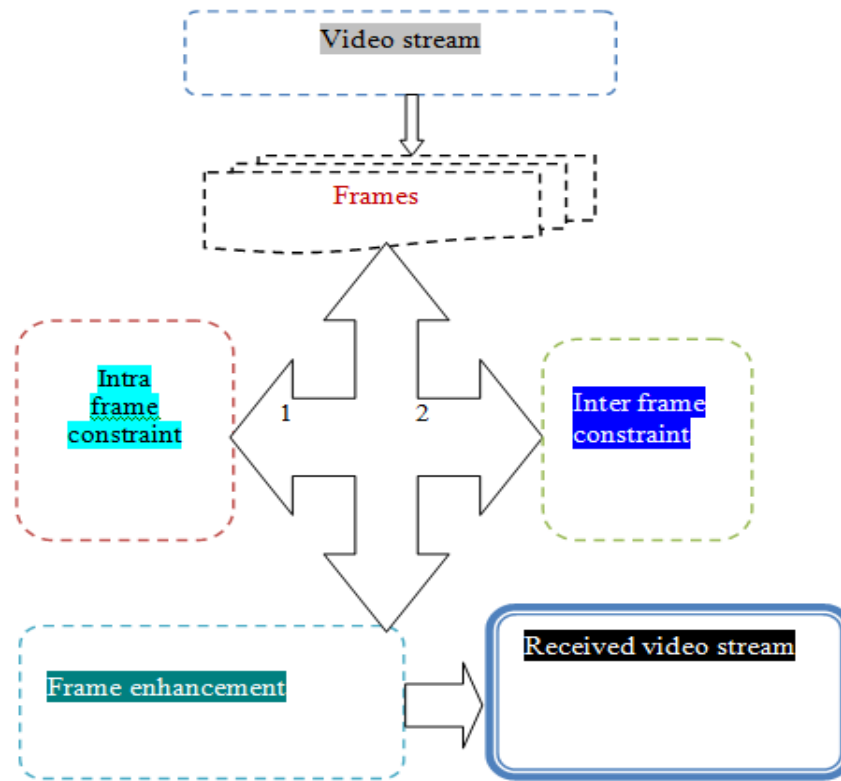 Video stream
Frames
Intra
frame
constraint
1
2
Inter frame
constraint
Frame enhancement
Received video stream